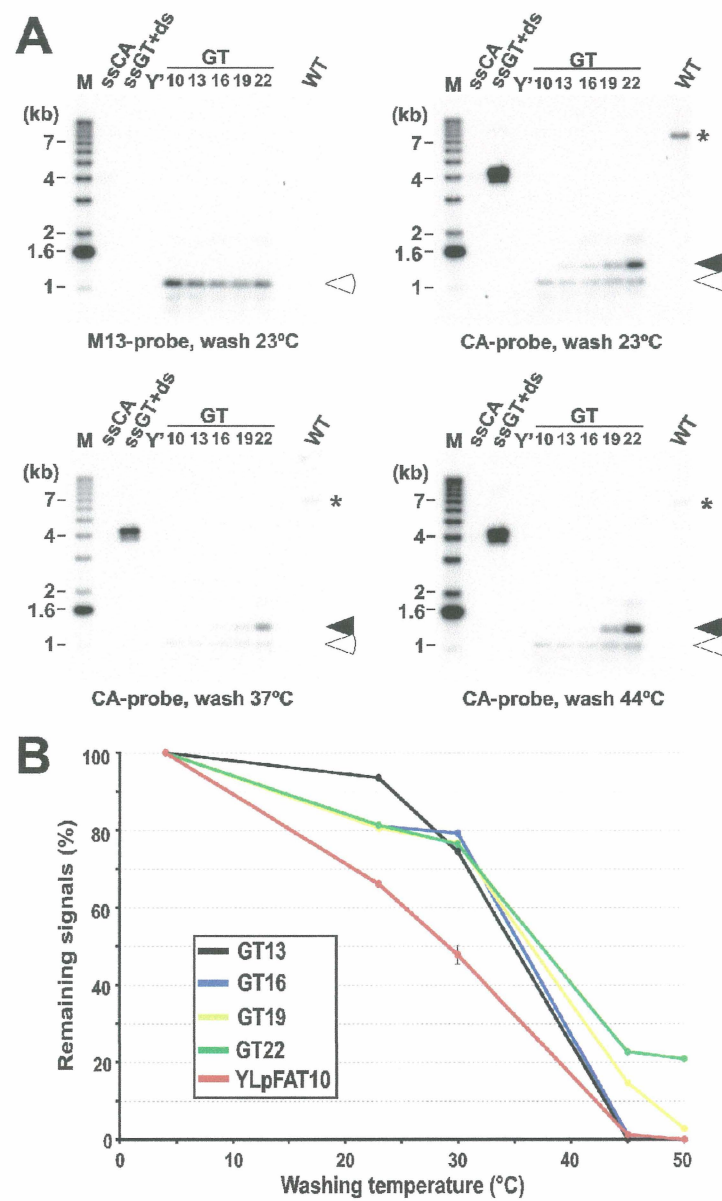 A
ssCA ssGT+ds GT WT
M Y' 10 13 16 19 22
(kb)
7
4
2
1.6
1
M13-probe, wash 23ºC
ssCA ssGT+ds GT WT
M Y' 10 13 16 19 22
(kb)
7 *
4
2
1.6
1
CA-probe, wash 23ºC
ssCA ssGT+ds GT WT
M Y' 10 13 16 19 22
(kb)
7 *
4
2
1.6
1
CA-probe, wash 37ºC
ssCA ssGT+ds GT WT
M Y' 10 13 16 19 22
(kb)
7 *
4
2
1.6
1
CA-probe, wash 44ºC
B
Remaining signals (%)
100
80
60
40
20
0
GT13
GT16
GT19
GT22
YLpFAT10
0 10 20 30 40 50
Washing temperature (°C)